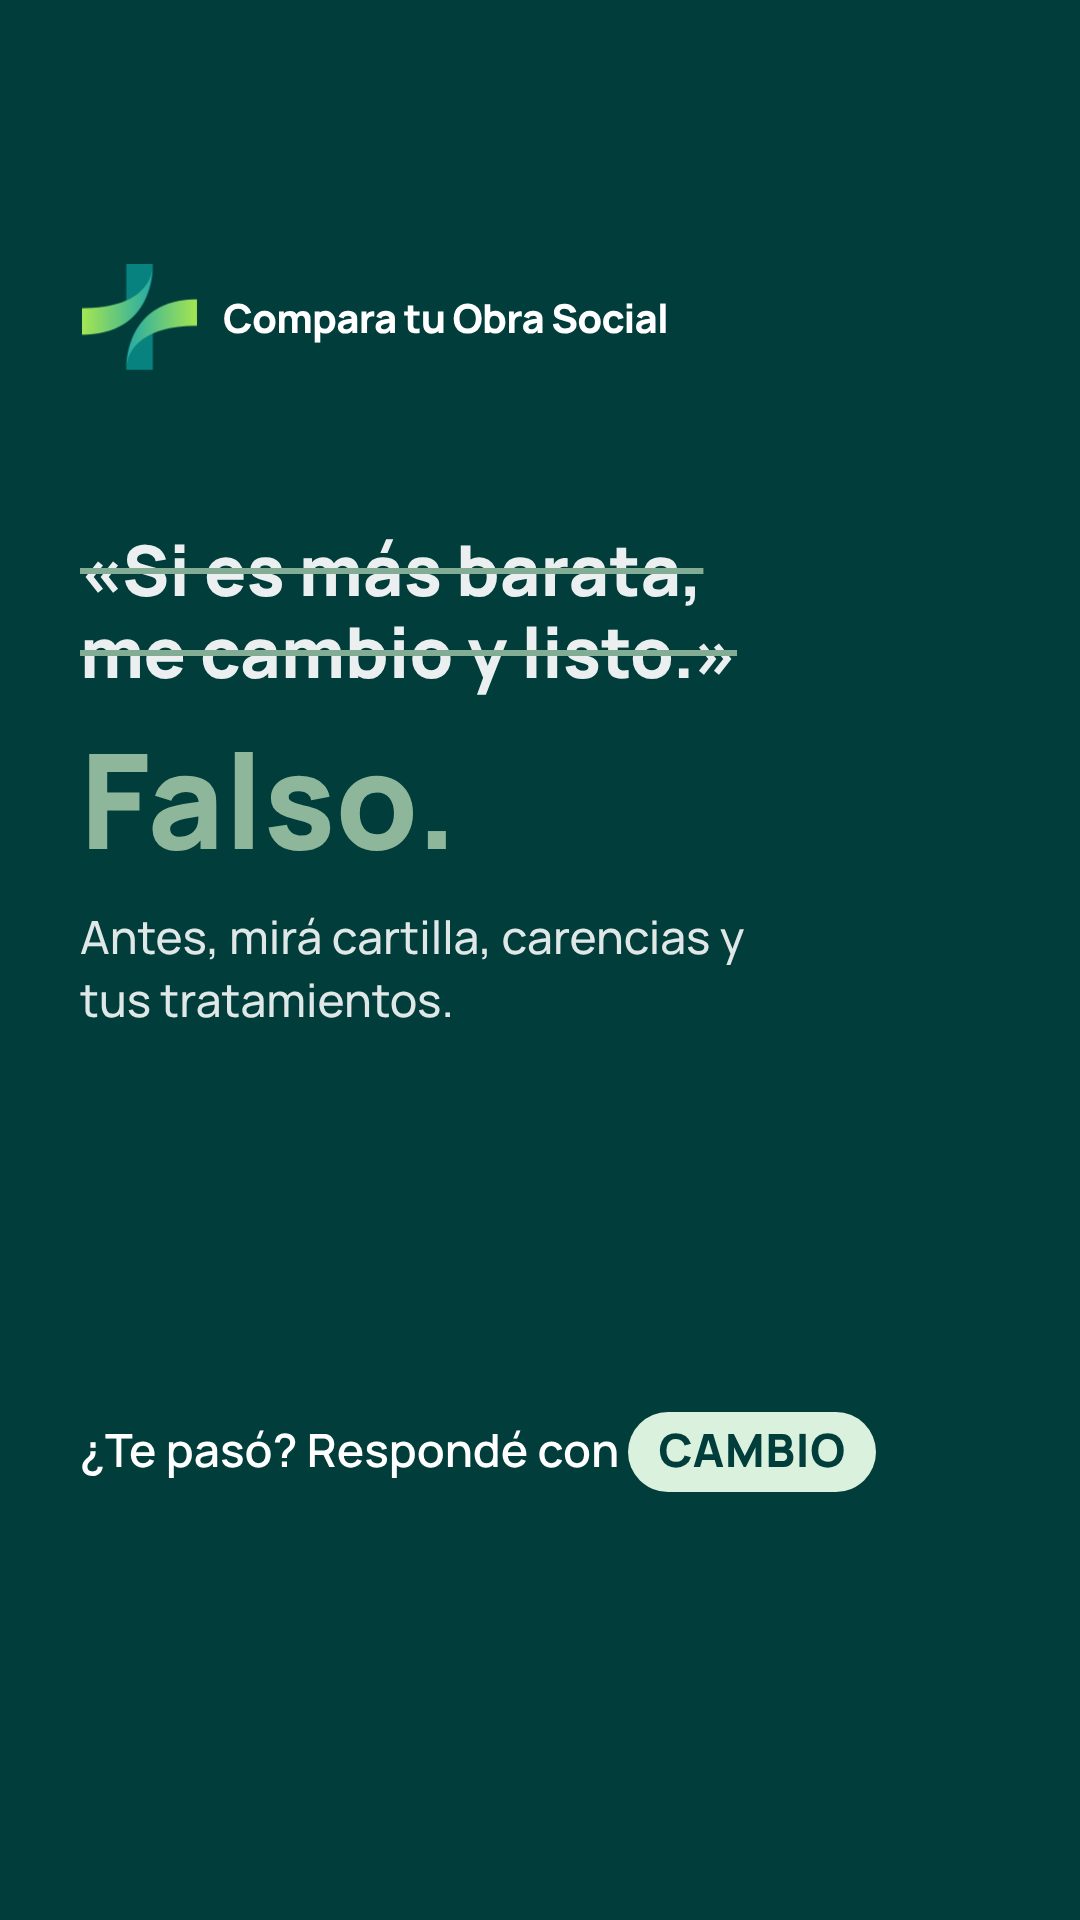 Compara tu Obra Social
«Si es más barata,
me cambio y listo.»
Falso.
Antes, mirá cartilla, carencias y
tus tratamientos.
¿Te pasó? Respondé con CAMBIO